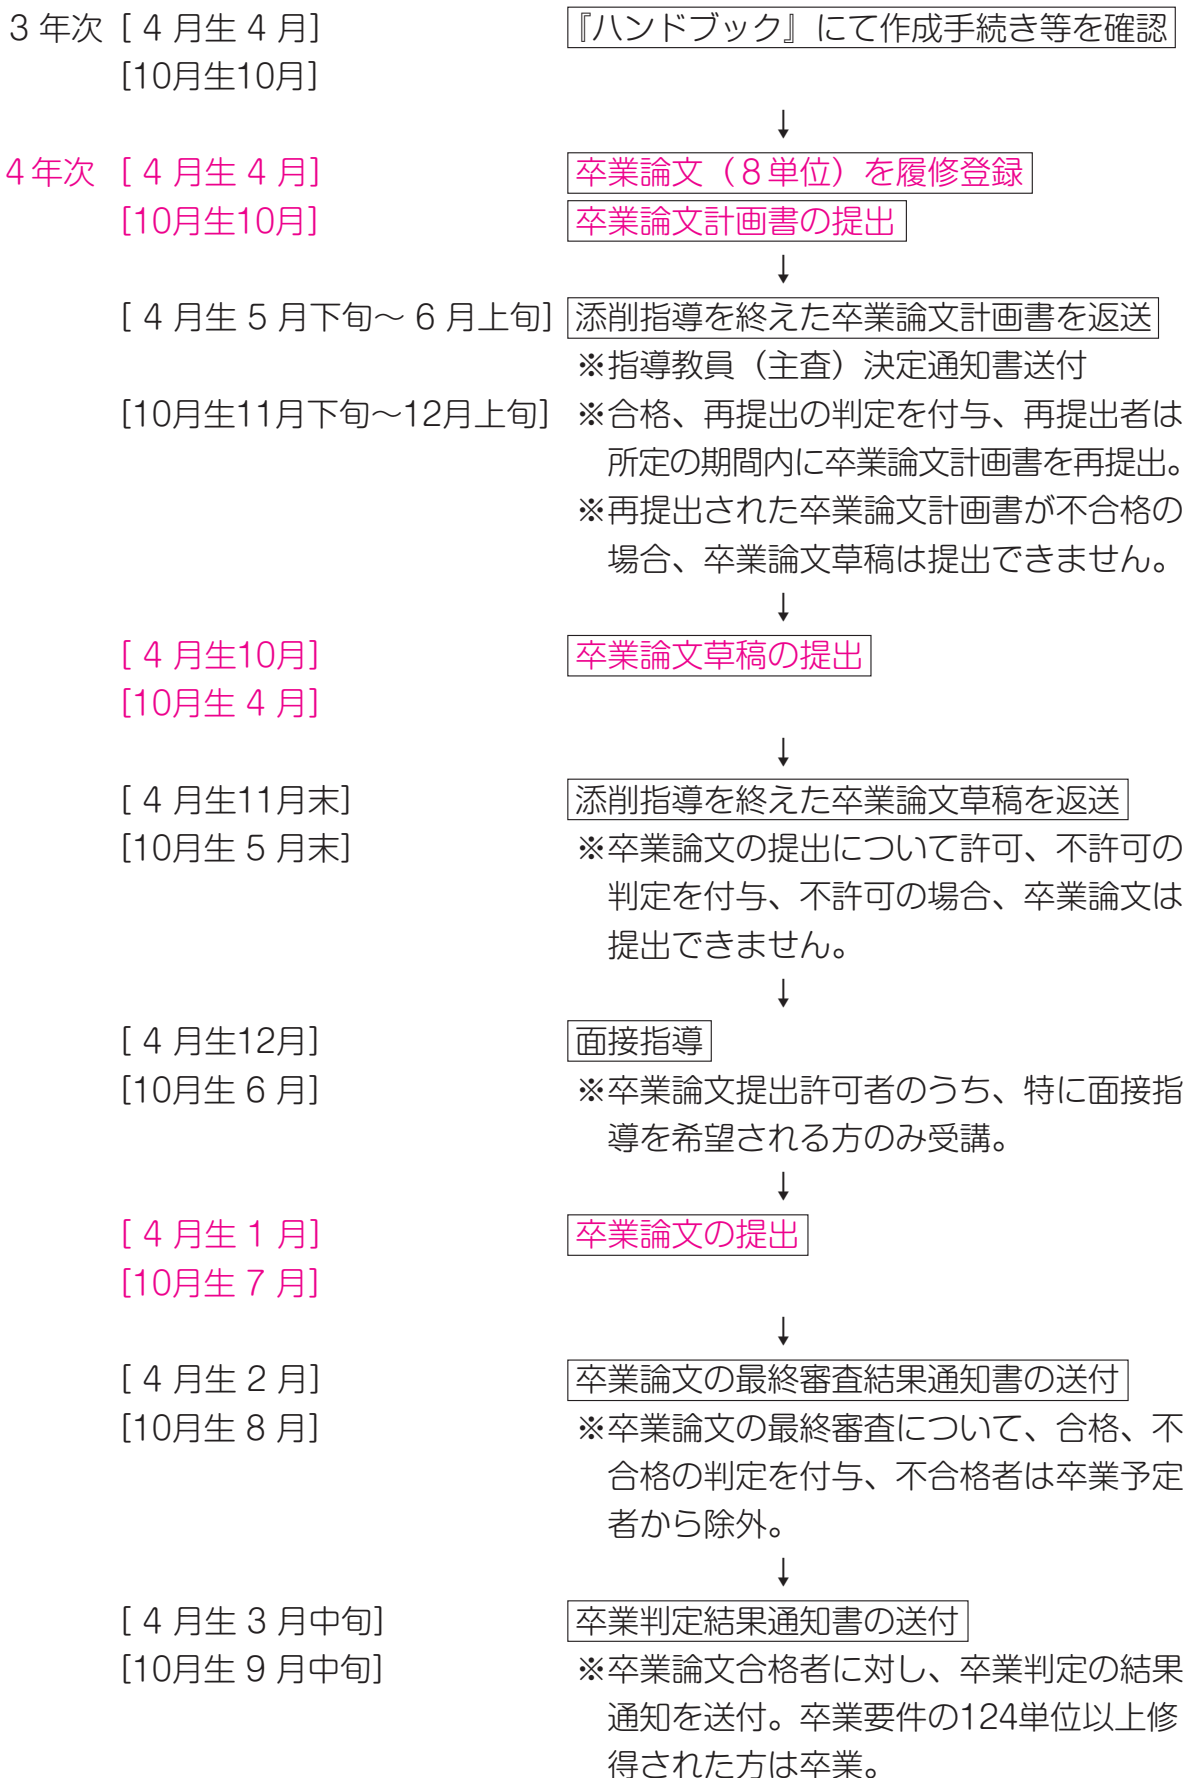 3年次 [4月生4月] 『ハンドブック』にて作成手続き等を確認
[10月生10月]
↓
4年次 [4月生4月] 卒業論文（8単位）を履修登録
[10月生10月] 卒業論文計画書の提出
↓
[4月生5月下旬～6月上旬] 添削指導を終えた卒業論文計画書を返送
※指導教員（主査）決定通知書送付
[10月生11月下旬～12月上旬] ※合格、再提出の判定を付与、再提出者は
所定の期間内に卒業論文計画書を再提出。
※再提出された卒業論文計画書が不合格の
場合、卒業論文草稿は提出できません。
↓
[4月生10月] 卒業論文草稿の提出
[10月生4月]
↓
[4月生11月末] 添削指導を終えた卒業論文草稿を返送
[10月生5月末] ※卒業論文の提出について許可、不許可の
判定を付与、不許可の場合、卒業論文は
提出できません。
↓
[4月生12月] 面接指導
[10月生6月] ※卒業論文提出許可者のうち、特に面接指
導を希望される方のみ受講。
↓
[4月生1月] 卒業論文の提出
[10月生7月]
↓
[4月生2月] 卒業論文の最終審査結果通知書の送付
[10月生8月] ※卒業論文の最終審査について、合格、不
合格の判定を付与、不合格者は卒業予定
者から除外。
↓
[4月生3月中旬] 卒業判定結果通知書の送付
[10月生9月中旬] ※卒業論文合格者に対し、卒業判定の結果
通知を送付。卒業要件の124単位以上修
得された方は卒業。